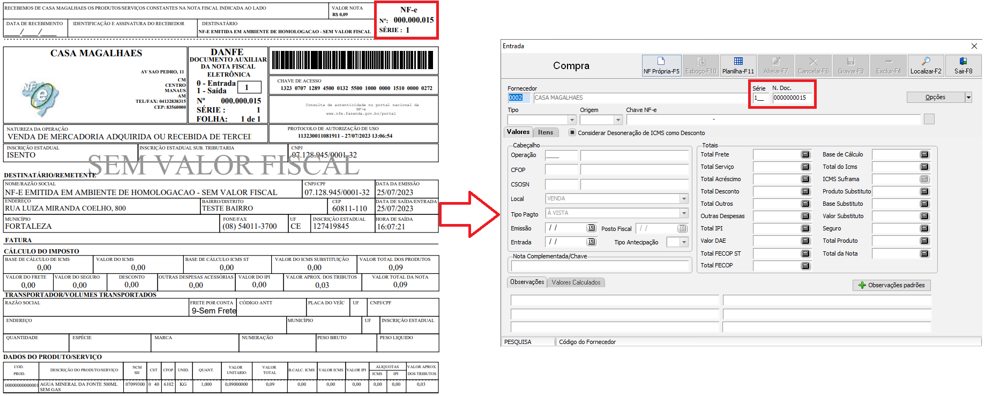 RECEBEMOS DE CASA MAGALHAES OS PRODUTOS/SERVIÇOS CONSTANTES NA NOTA FISCAL INDICADA AO LADO
VALOR NOTA
R$ 0,09
NF-e
Nº: 000.000.015
SÉRIE : 1
DATA DE RECEBIMENTO
____/____/____
IDENTIFICAÇÃO E ASSINATURA DO RECEBEDOR
DESTINATÁRIO
NF-E EMITIDA EM AMBIENTE DE HOMOLOGACAO - SEM VALOR FISCAL
CASA MAGALHAES
AV SAO PEDRO, 11
CM
CENTRO
MANAUS
AM
TEL/FAX: 04132838315
CEP: 83560000
NFe
DANFE
DOCUMENTO AUXILIAR
DA NOTA FISCAL
ELETRÔNICA
0 - Entrada
1 - Saída
1
Nº 000.000.015
SÉRIE : 1
FOLHA: 1 de 1
CHAVE DE ACESSO
1323 0707 1289 4500 0132 5500 1000 0000 1510 0000 0272
Consulta de autenticidade no portal nacional da
NF-e
www.nfe.fazenda.gov.br/portal
NATUREZA DA OPERAÇÃO
VENDA DE MERCADORIA ADQUIRIDA OU RECEBIDA DE TERCEI
PROTOCOLO DE AUTORIZAÇÃO DE USO
113230011081911 - 27/07/2023 13:06:54
INSCRIÇÃO ESTADUAL
ISENTO
INSCRIÇÃO ESTADUAL SUB. TRIBUTARIA
CNPJ
07.128.945/0001-32
SEM VALOR FISCAL
DESTINATÁRIO/REMETENTE
NOME/RAZÃO SOCIAL
NF-E EMITIDA EM AMBIENTE DE HOMOLOGACAO - SEM VALOR FISCAL
CNPJ/CPF
07.128.945/0001-32
DATA DA EMISSÃO
25/07/2023
ENDEREÇO
RUA LUIZA MIRANDA COELHO, 800
BAIRRO/DISTRITO
TESTE BAIRRO
CEP
60811-110
DATA DE SAÍDA/ENTRADA
25/07/2023
MUNICÍPIO
FORTALEZA
FONE/FAX
(08) 54011-3700
UF
CE
INSCRIÇÃO ESTADUAL
127419845
HORA DE SAÍDA
16:07:21
FATURA
CÁLCULO DO IMPOSTO
BASE DE CÁLCULO DE ICMS
0,00
VALOR DO ICMS
0,00
BASE DE CÁLCULO ICMS ST
0,00
VALOR DO ICMS SUBSTITUIÇÃO
0,00
VALOR TOTAL DOS PRODUTOS
0,09
VALOR DO FRETE
0,00
VALOR DO SEGURO
0,00
DESCONTO
0,00
OUTRAS DESPESAS ACESSÓRIAS
0,00
VALOR DO IPI
0,00
VALOR APROX. DOS TRIBUTOS
0,03
VALOR TOTAL DA NOTA
0,09
TRANSPORTADOR/VOLUMES TRANSPORTADOS
RAZÃO SOCIAL
FRETE POR CONTA
9-Sem Frete
CÓDIGO ANTT
PLACA DO VEÍC
UF
CNPJ/CPF
ENDEREÇO
MUNICÍPIO
UF
INSCRIÇÃO ESTADUAL
QUANTIDADE
ESPÉCIE
MARCA
NUMERAÇÃO
PESO BRUTO
PESO LIQUIDO
DADOS DO PRODUTO/SERVIÇO
COD. PROD.
DESCRIÇÃO DO PRODUTO/SERVIÇO
NCM SH
CST
CFOP
UNID.
QUANT.
VALOR UNITARIO
VALOR TOTAL
B.CALC. ICMS
VALOR ICMS
VALOR IPI
ALIQUOTAS
ICMS
IPI
VALOR APROX. DOS TRIBUTOS
00000000000001 AGUA MINERAL DA FONTE 500ML 07099300 0 40 6102 KG 1,000 0,09000000 0,09 0,00 0,00 0,00 0,00 0,00 0,03
SEM GAS
Entrada
Compra
NF Própria-F5
Esboço-F10
Planilha-F11
Alterar-F7
Cancelar-F6
Gravar-F9
Excluir-F4
Localizar-F2
Sair-F8
Fornecedor
0002
CASA MAGALHAES
Série
1__
N. Doc.
0000000015
Opções
Tipo
Origem
Chave NF-e
-
Valores
Itens
Considerar Desoneração de ICMS como Desconto
Cabeçalho
Operação
____
CFOP
CSOSN
Local
VENDA
Tipo Pagto
À VISTA
Emissão
/ /
15
Posto Fiscal
/ /
15
Entrada
/ /
15
Tipo Antecipação
Nota Complementada/Chave
Totais
Total Frete
Base de Cálculo
Total Serviço
Total do Icms
Total Acréscimo
ICMS Suframa
Total Desconto
Produto Substituto
Total Outros
Base Substituto
Outras Despesas
Valor Substituto
Total IPI
Seguro
Valor DAE
Total Produto
Total FECOP ST
Total da Nota
Total FECOP
Observações
Valores Calculados
Observações padrões
PESQUISA
Código do Fornecedor